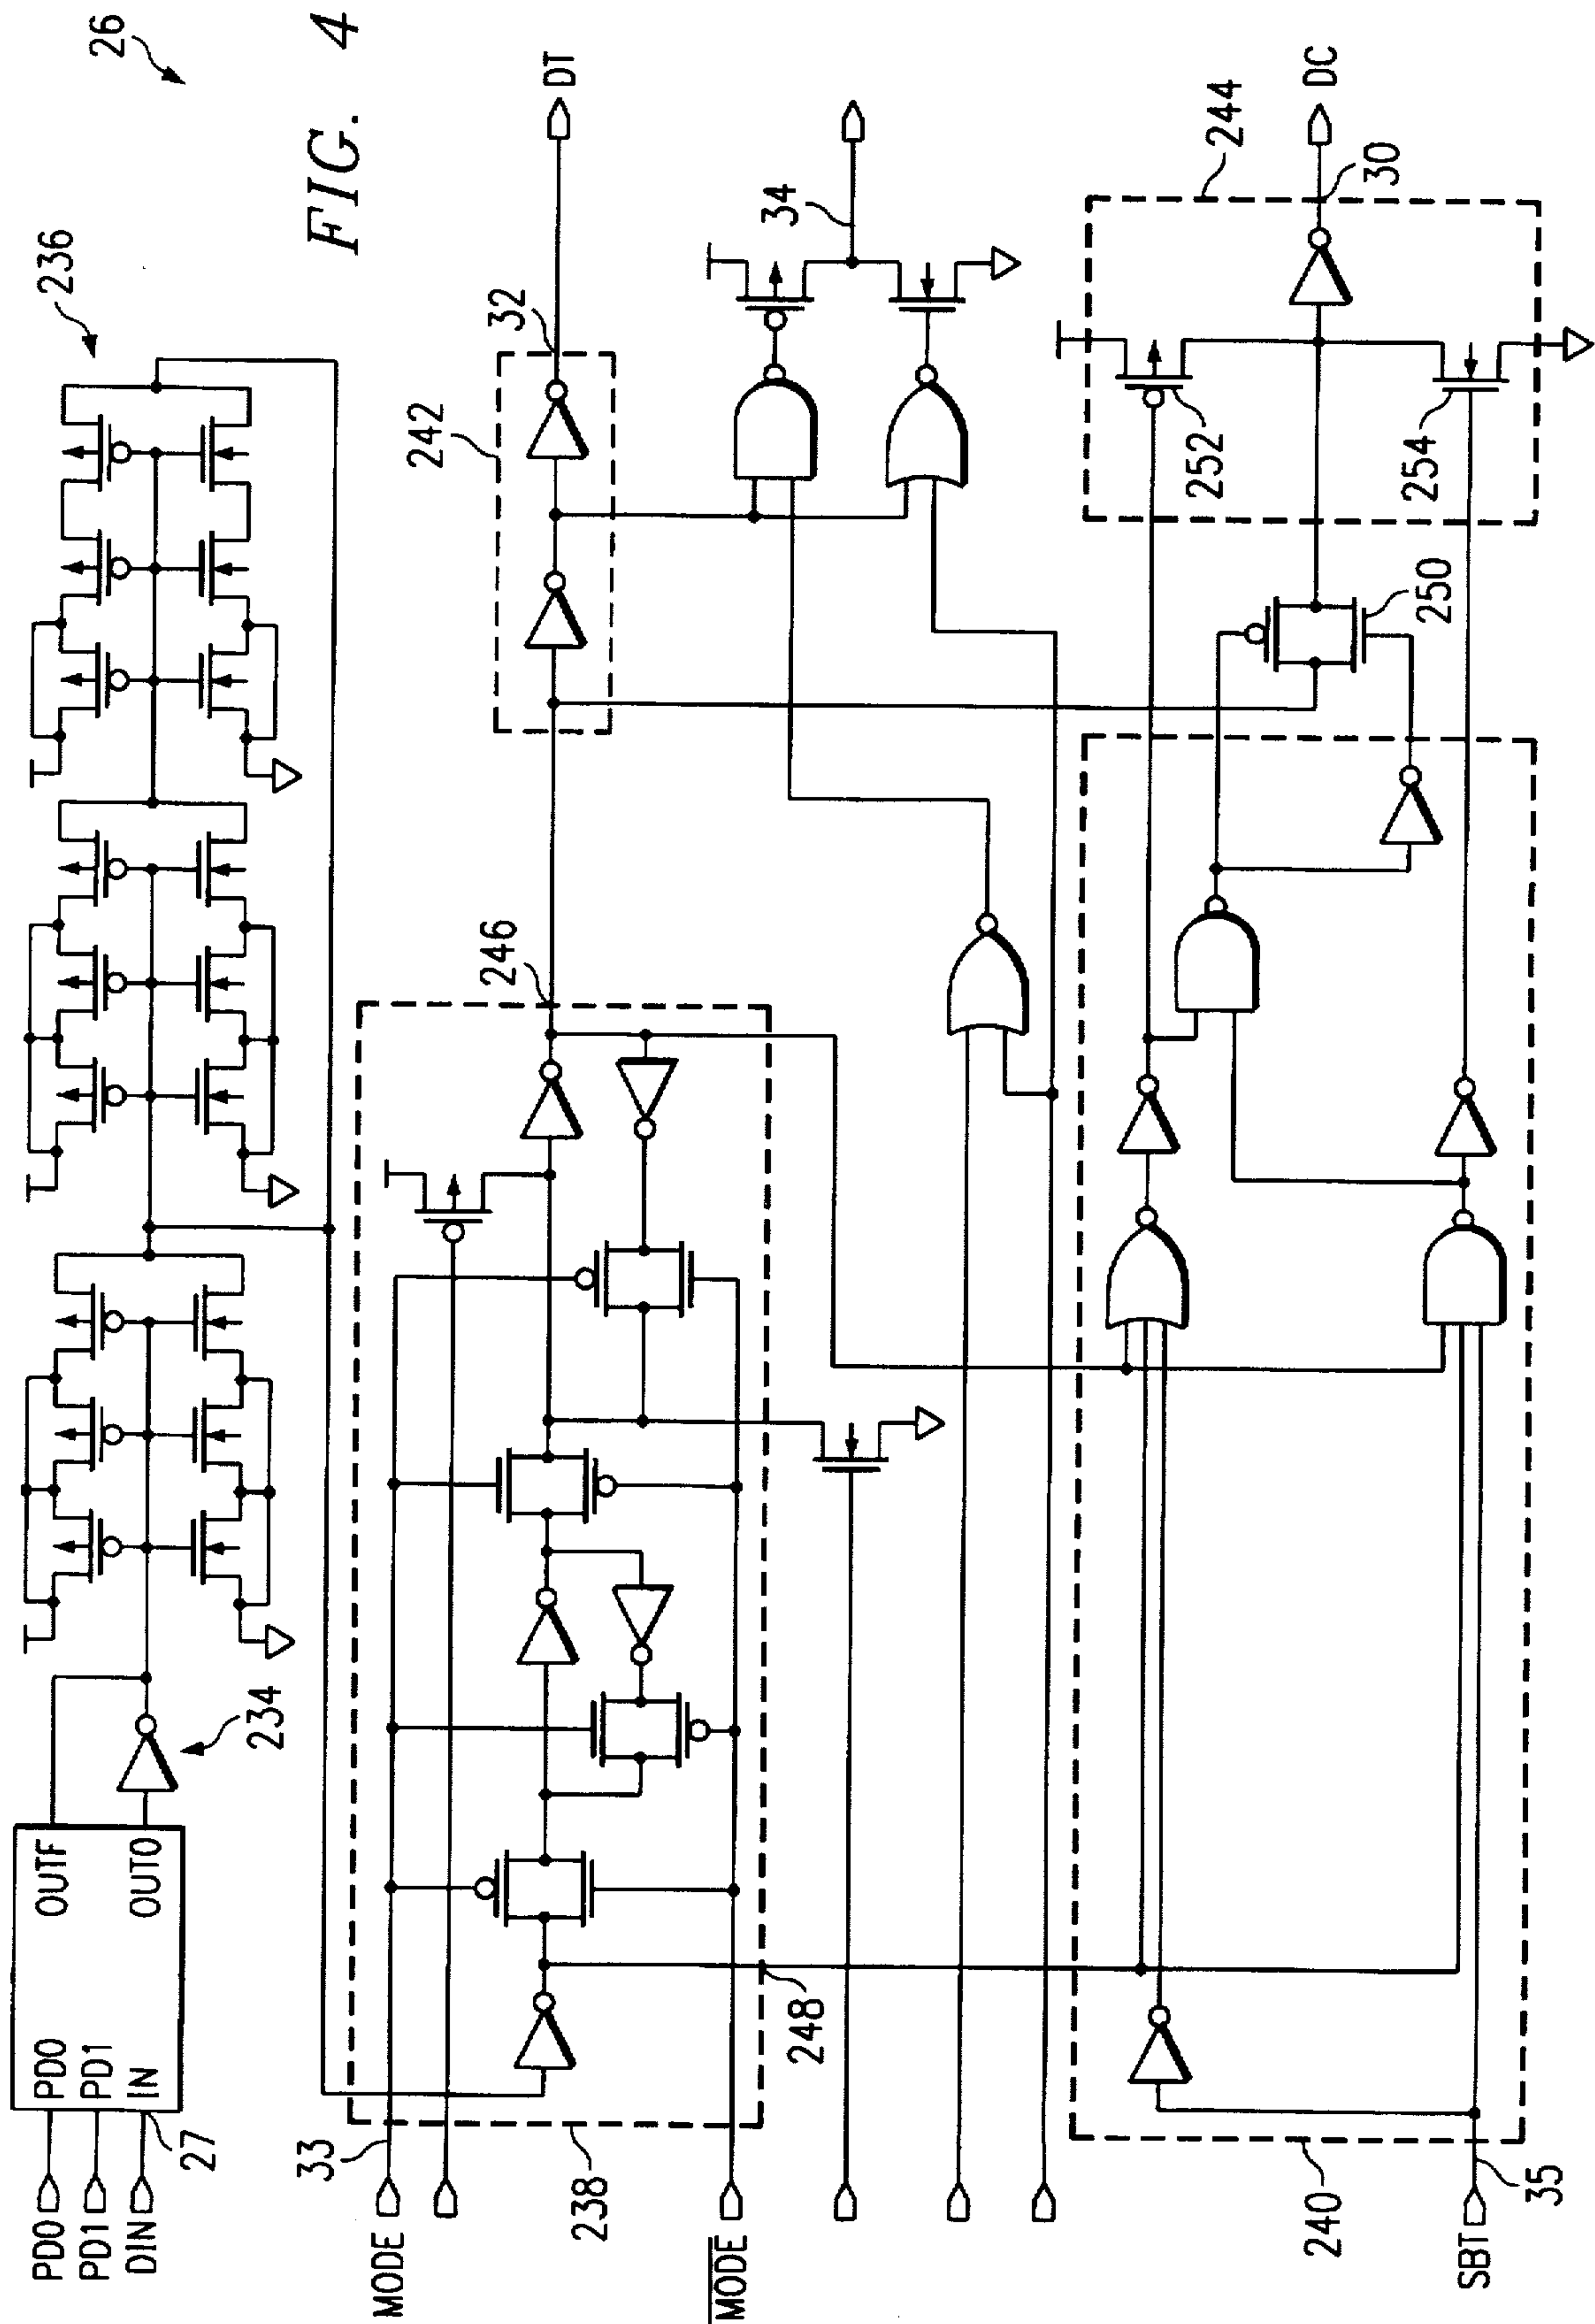 26
FIG. 4
236
PD0
PD1
DIN
PD0
PD1
IN
OUTF
OUT0
27
234
MODE
33
238
MODE
248
246
242
32
DT
34
240
SBT
35
250
252
254
244
30
DC